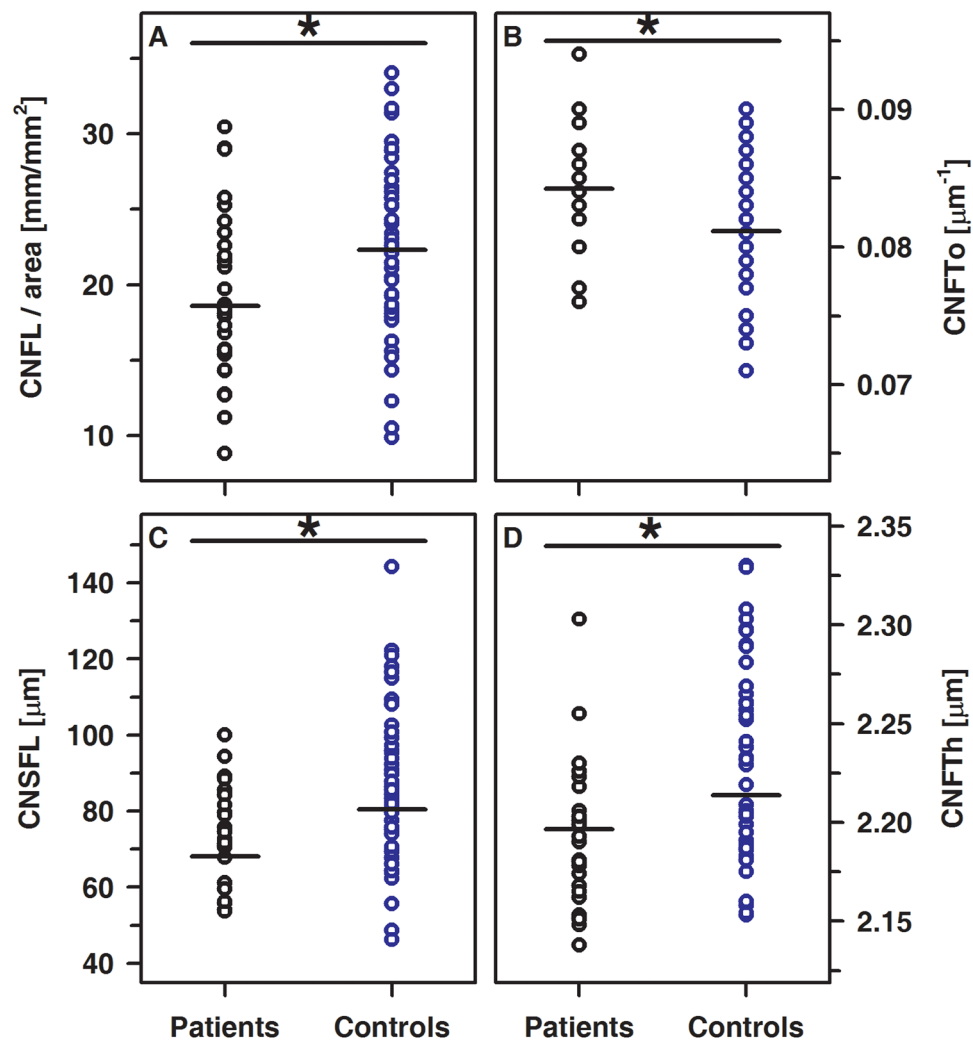 A
*
B
*
CNFL / area [mm/mm²]
30
20
10
0.09
0.08
0.07
CNFTo [µm⁻¹]
C
*
D
*
CNSFL [µm]
140
120
100
80
60
40
2.35
2.30
2.25
2.20
2.15
CNFTh [µm]
Patients Controls Patients Controls